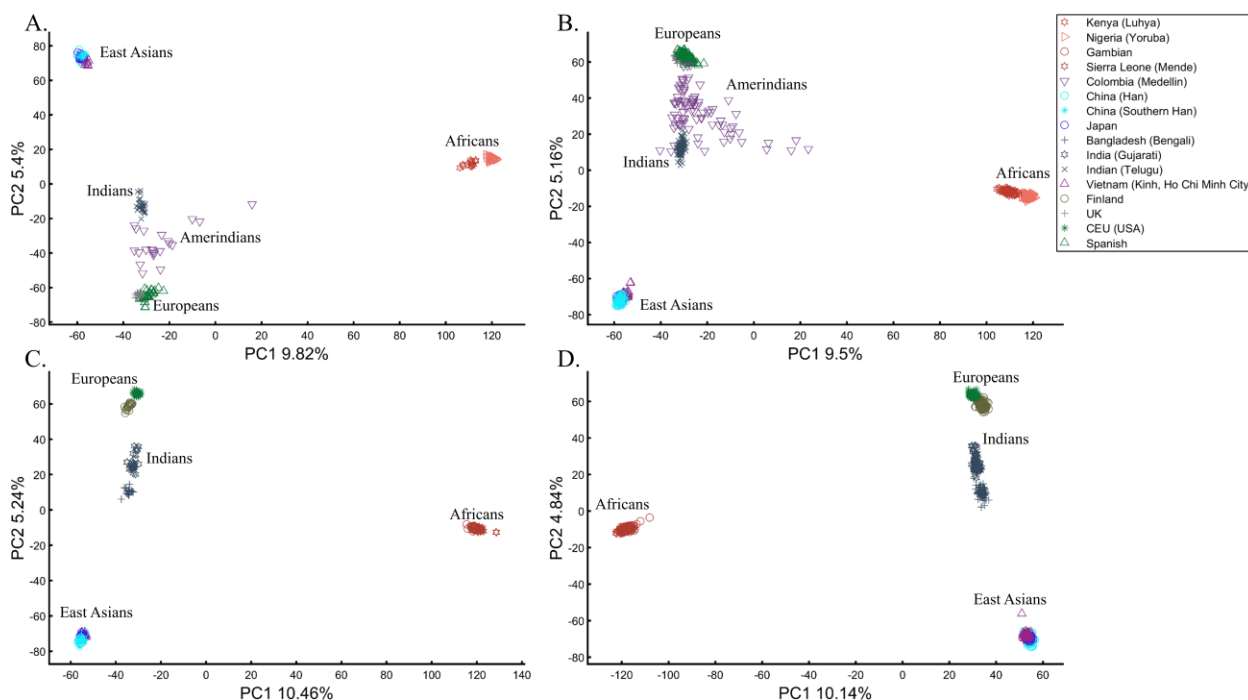 A.
East Asians
Africans
Indians
Amerindians
Europeans
80
60
40
20
0
-20
-40
-60
-80
PC2 5.4%
-60 -40 -20 0 20 40 60 80 100 120
PC1 9.82%
B.
Europeans
Amerindians
Indians
Africans
East Asians
80
60
40
20
0
-20
-40
-60
-80
PC2 5.16%
-60 -40 -20 0 20 40 60 80 100 120
PC1 9.5%
Kenya (Luhya)
Nigeria (Yoruba)
Gambian
Sierra Leone (Mende)
Colombia (Medellin)
China (Han)
China (Southern Han)
Japan
Bangladesh (Bengali)
India (Gujarati)
Indian (Telugu)
Vietnam (Kinh, Ho Chi Minh City)
Finland
UK
CEU (USA)
Spanish
C.
Europeans
Indians
Africans
East Asians
80
60
40
20
0
-20
-40
-60
-80
PC2 5.24%
-60 -40 -20 0 20 40 60 80 100 120 140
PC1 10.46%
D.
Europeans
Indians
Africans
East Asians
80
60
40
20
0
-20
-40
-60
-80
PC2 4.84%
-120 -100 -80 -60 -40 -20 0 20 40 60
PC1 10.14%